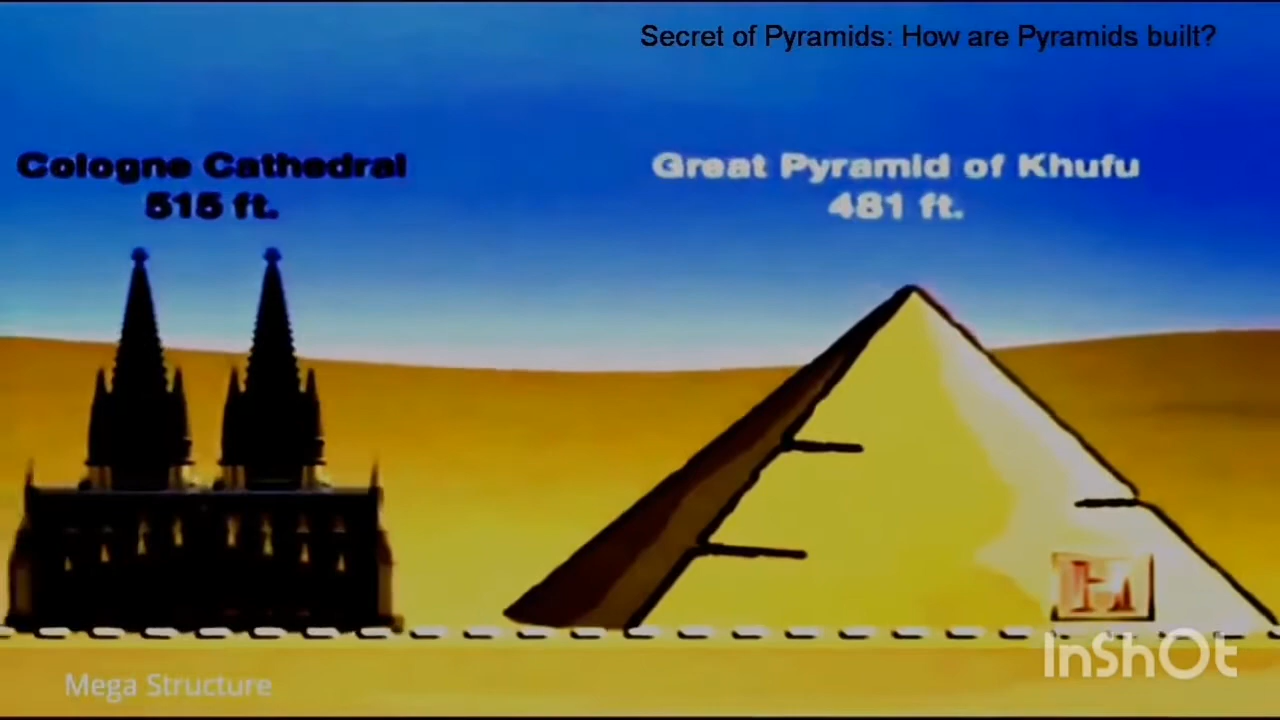 Secret of Pyramids: How are Pyramids built?
Cologne Cathedral
515 ft.
Great Pyramid of Khufu
481 ft.
H
InShOt
Mega Structure